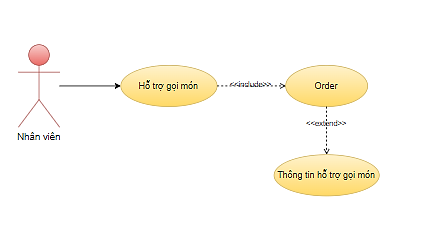 Hỗ trợ gọi món
<<include>>
Order
<<extend>>
Nhân viên
Thông tin hỗ trợ gọi món